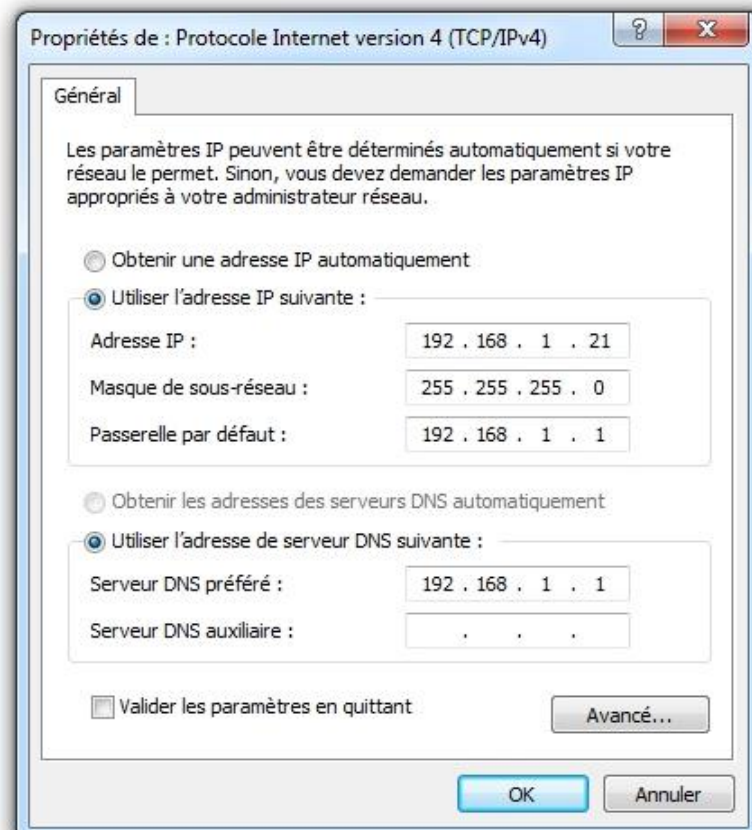 Propriétés de : Protocole Internet version 4 (TCP/IPv4)
Général
Les paramètres IP peuvent être déterminés automatiquement si votre
réseau le permet. Sinon, vous devez demander les paramètres IP
appropriés à votre administrateur réseau.
Obtenir une adresse IP automatiquement
Utiliser l'adresse IP suivante :
Adresse IP : 192 . 168 . 1 . 21
Masque de sous-réseau : 255 . 255 . 255 . 0
Passerelle par défaut : 192 . 168 . 1 . 1
Obtenir les adresses des serveurs DNS automatiquement
Utiliser l'adresse de serveur DNS suivante :
Serveur DNS préféré : 192 . 168 . 1 . 1
Serveur DNS auxiliaire : . . .
Valider les paramètres en quittant
Avancé...
OK Annuler